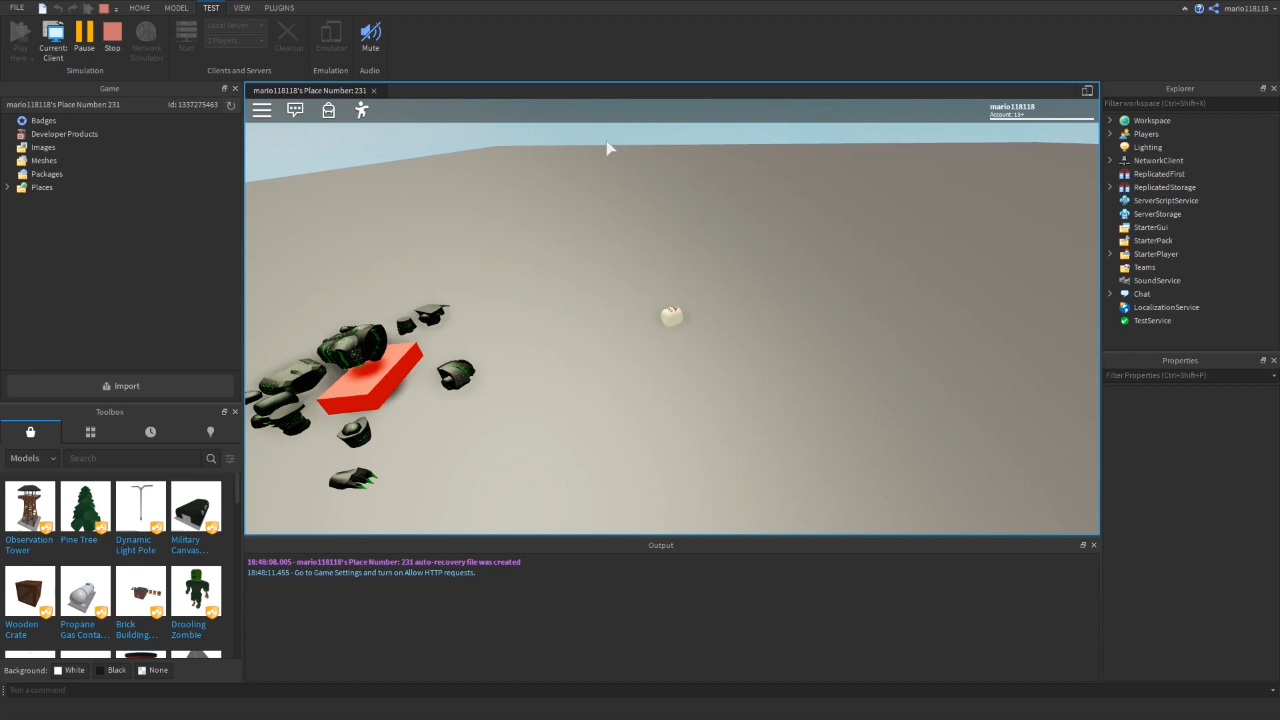 FILE HOME MODEL TEST VIEW PLUGINS mario118118
Play Here Current: Client Pause Stop Network Simulator Start Local Server 2 Players Cleanup Emulator Mute
Simulation Clients and Servers Emulation Audio
Game
mario118118's Place Number: 231 Id: 1337275463
Badges
Developer Products
Images
Meshes
Packages
Places
Import
Toolbox
Models Search
Observation Tower
Pine Tree
Dynamic Light Pole
Military Canvas...
Wooden Crate
Propane Gas Conta...
Brick Building...
Drooling Zombie
Background: White Black None
Run a command
mario118118's Place Number: 231
mario118118
Account: 13+
Output
18:48:08.005 - mario118118's Place Number: 231 auto-recovery file was created
18:48:11.455 - Go to Game Settings and turn on Allow HTTP requests.
Explorer
Filter workspace (Ctrl+Shift+X)
Workspace
Players
Lighting
NetworkClient
ReplicatedFirst
ReplicatedStorage
ServerScriptService
ServerStorage
StarterGui
StarterPack
StarterPlayer
Teams
SoundService
Chat
LocalizationService
TestService
Properties
Filter Properties (Ctrl+Shift+P)